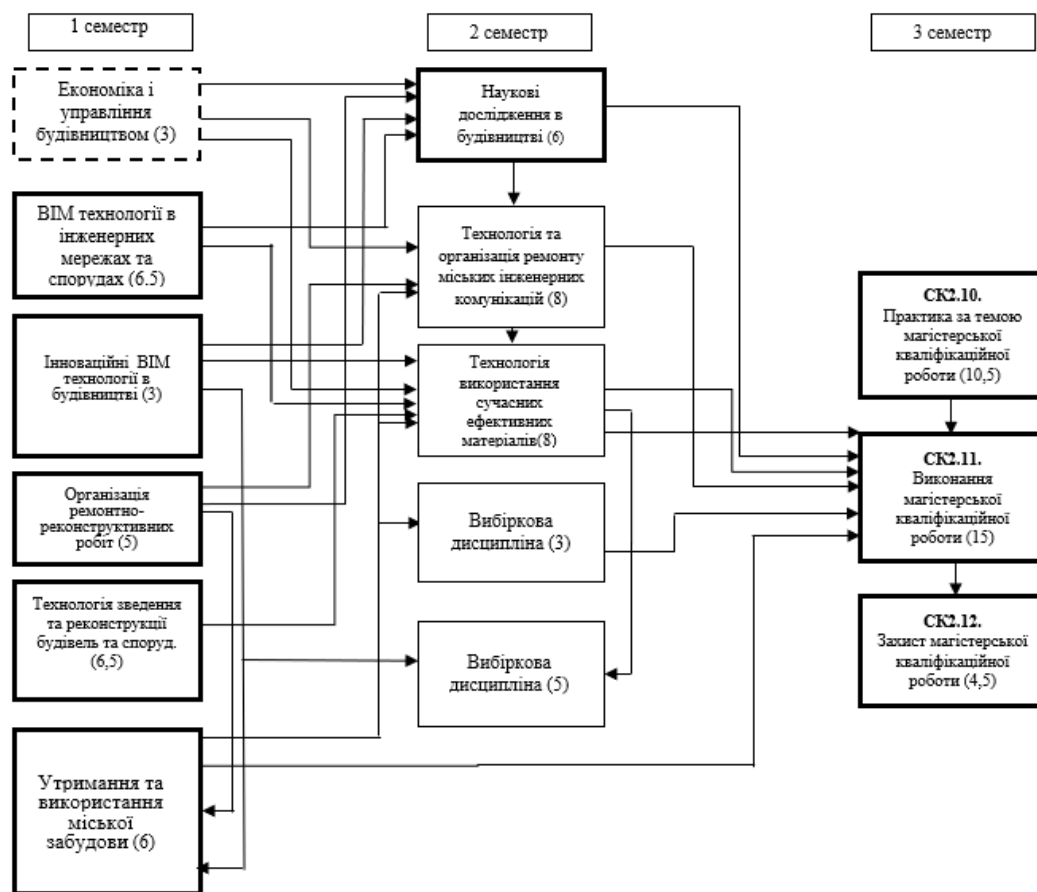 1 семестр
2 семестр
3 семестр
Економіка і
управління
будівництвом (3)
ВІМ технології в
інженерних
мережах та
спорудах (6.5)
Інноваційні ВІМ
технології в
будівництві (3)
Організація
ремонтно-
реконструктивних
робіт (5)
Технологія зведення
та реконструкції
будівель та споруд.
(6,5)
Утримання та
використання
міської
забудови (6)
Наукові
дослідження в
будівництві (6)
Технологія та
організація ремонту
міських інженерних
комунікацій (8)
Технологія
використання
сучасних
ефективних
матеріалів(8)
Вибіркова
дисципліна (3)
Вибіркова
дисципліна (5)
СК2.10.
Практика за темою
магістерської
кваліфікаційної
роботи (10,5)
СК2.11.
Виконання
магістерської
кваліфікаційної
роботи (15)
СК2.12.
Захист магістерської
кваліфікаційної
роботи (4,5)